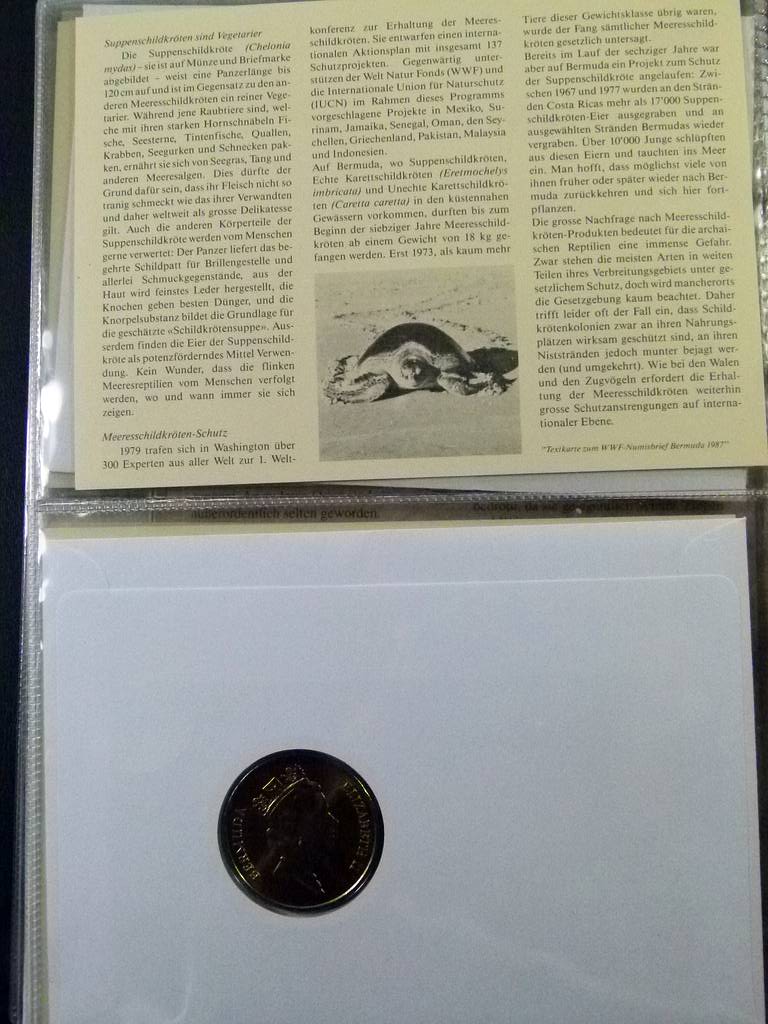 Suppenschildkröten sind Vegetarier
Die Suppenschildkröte (Chelonia
mydas) – sie ist auf Münze und Briefmarke
abgebildet – weist eine Panzerlänge bis
120 cm auf und ist im Gegensatz zu den an-
deren Meeresschildkröten ein reiner Vege-
tarier. Während jene Raubtiere sind, wel-
che mit ihren starken Hornschnäbeln Fi-
sche, Seesterne, Tintenfische, Quallen,
Krabben, Seegurken und Schnecken pak-
ken, ernährt sie sich von Seegras, Tang und
anderen Meeresalgen. Dies dürfte der
Grund dafür sein, dass ihr Fleisch nicht so
tranig schmeckt wie das ihrer Verwandten
und daher weltweit als grosse Delikatesse
gilt. Auch die anderen Körperteile der
Suppenschildkröte werden vom Menschen
gerne verwertet: Der Panzer liefert das be-
gehrte Schildpatt für Brillengestelle und
allerlei Schmuckgegenstände, aus der
Haut wird feinstes Leder hergestellt, die
Knochen geben besten Dünger, und die
Knorpelsubstanz bildet die Grundlage für
die geschätzte «Schildkrötensuppe». Aus-
serdem finden die Eier der Suppenschild-
kröte als potenzförderndes Mittel Verwen-
dung. Kein Wunder, dass die flinken
Meeresreptilien vom Menschen verfolgt
werden, wo und wann immer sie sich
zeigen.
Meeresschildkröten-Schutz
1979 trafen sich in Washington über
300 Experten aus aller Welt zur 1. Welt-
konferenz zur Erhaltung der Meeres-
schildkröten. Sie entwarfen einen interna-
tionalen Aktionsplan mit insgesamt 137
Schutzprojekten. Gegenwärtig unter-
stützen der Welt Natur Fonds (WWF) und
die Internationale Union für Naturschutz
(IUCN) im Rahmen dieses Programms
vorgeschlagene Projekte in Mexiko, Su-
rinam, Jamaika, Senegal, Oman, den Sey-
chellen, Griechenland, Pakistan, Malaysia
und Indonesien.
Auf Bermuda, wo Suppenschildkröten,
Echte Karettschildkröten (Eretmochelys
imbricata) und Unechte Karettschildkrö-
ten (Caretta caretta) in den küstennahen
Gewässern vorkommen, durften bis zum
Beginn der siebziger Jahre Meeresschild-
kröten ab einem Gewicht von 18 kg ge-
fangen werden. Erst 1973, als kaum mehr
Tiere dieser Gewichtsklasse übrig waren,
wurde der Fang sämtlicher Meeresschild-
kröten gesetzlich untersagt.
Bereits im Lauf der sechziger Jahre war
aber auf Bermuda ein Projekt zum Schutz
der Suppenschildkröte angelaufen: Zwi-
schen 1967 und 1977 wurden an den Strän-
den Costa Ricas mehr als 17'000 Suppen-
schildkröten-Eier ausgegraben und an
ausgewählten Stränden Bermudas wieder
vergraben. Über 10'000 Junge schlüpften
aus diesen Eiern und tauchten ins Meer
ein. Man hofft, dass möglichst viele von
ihnen früher oder später wieder nach Ber-
muda zurückkehren und sich hier fort-
pflanzen.
Die grosse Nachfrage nach Meeresschild-
kröten-Produkten bedeutet für die archai-
schen Reptilien eine immense Gefahr.
Zwar stehen die meisten Arten in weiten
Teilen ihres Verbreitungsgebiets unter ge-
setzlichem Schutz, doch wird mancherorts
die Gesetzgebung kaum beachtet. Daher
trifft leider oft der Fall ein, dass Schild-
krötenkolonien zwar an ihren Nahrungs-
plätzen wirksam geschützt sind, an ihren
Niststränden jedoch munter bejagt wer-
den (und umgekehrt). Wie bei den Walen
und den Zugvögeln erfordert die Erhal-
tung der Meeresschildkröten weiterhin
grosse Schutzanstrengungen auf interna-
tionaler Ebene.
"Textkarte zum WWF-Numisbrief Bermuda 1987"
ausserordentlich selten geworden.
BERMUDA
ELIZABETH II